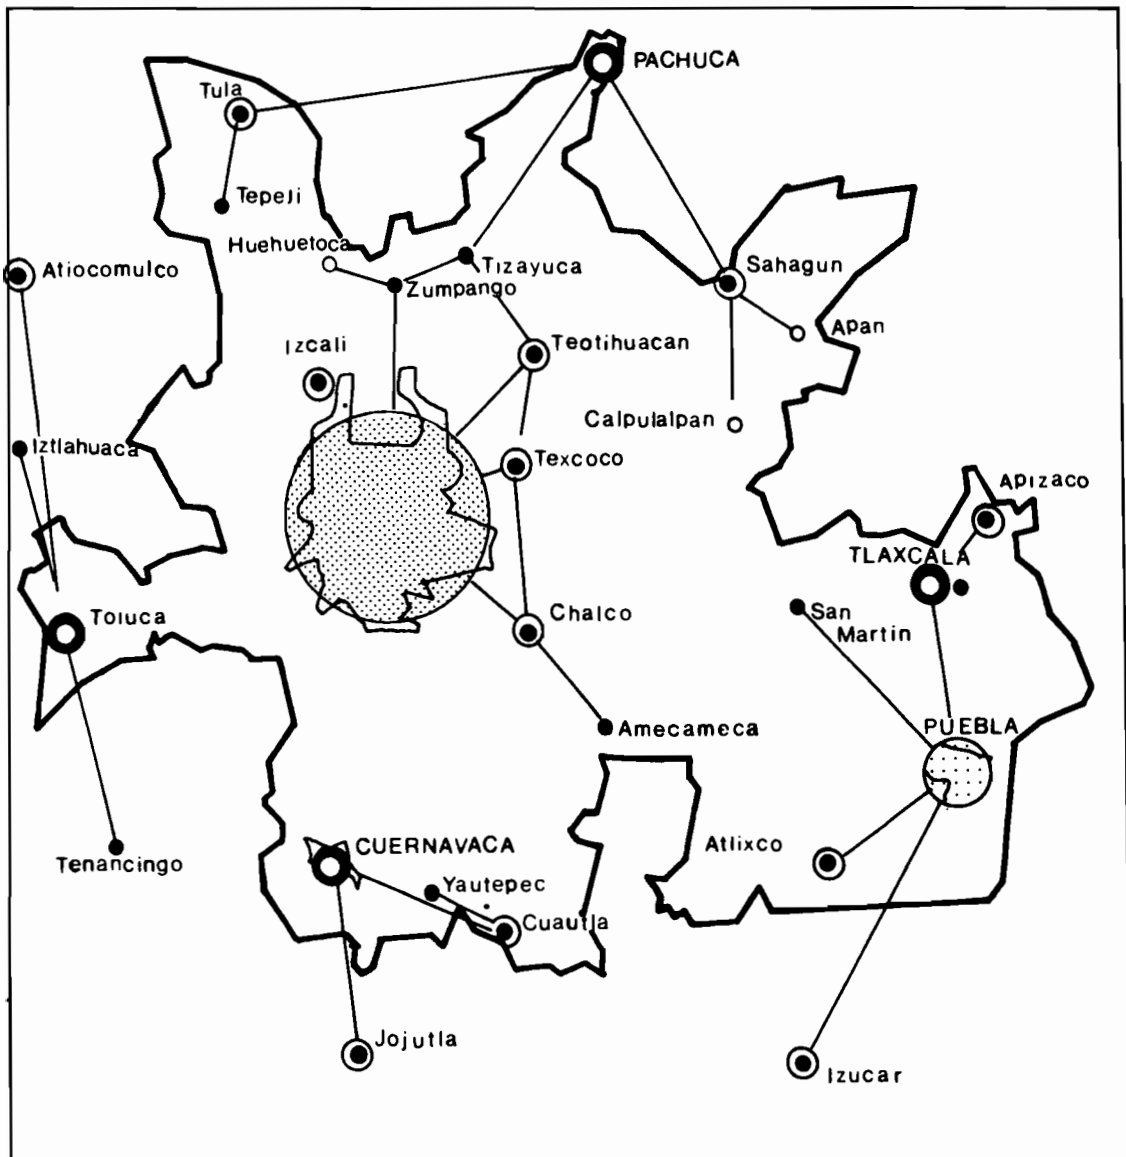 PACHUCA
Tula
Tepeji
Huehuetoca
Tizayuca
Sahagun
Atiocomulco
Zumpango
Apan
Izcali
Teotihuacan
Calpulalpan
Iztlahuaca
Texcoco
Apizaco
TLAXCALA
Toluca
Chalco
San
Martin
Amecameca
PUEBLA
CUERNAVACA
Atlixco
Tenancingo
Yautepec
Cuautla
Jojutla
Izucar